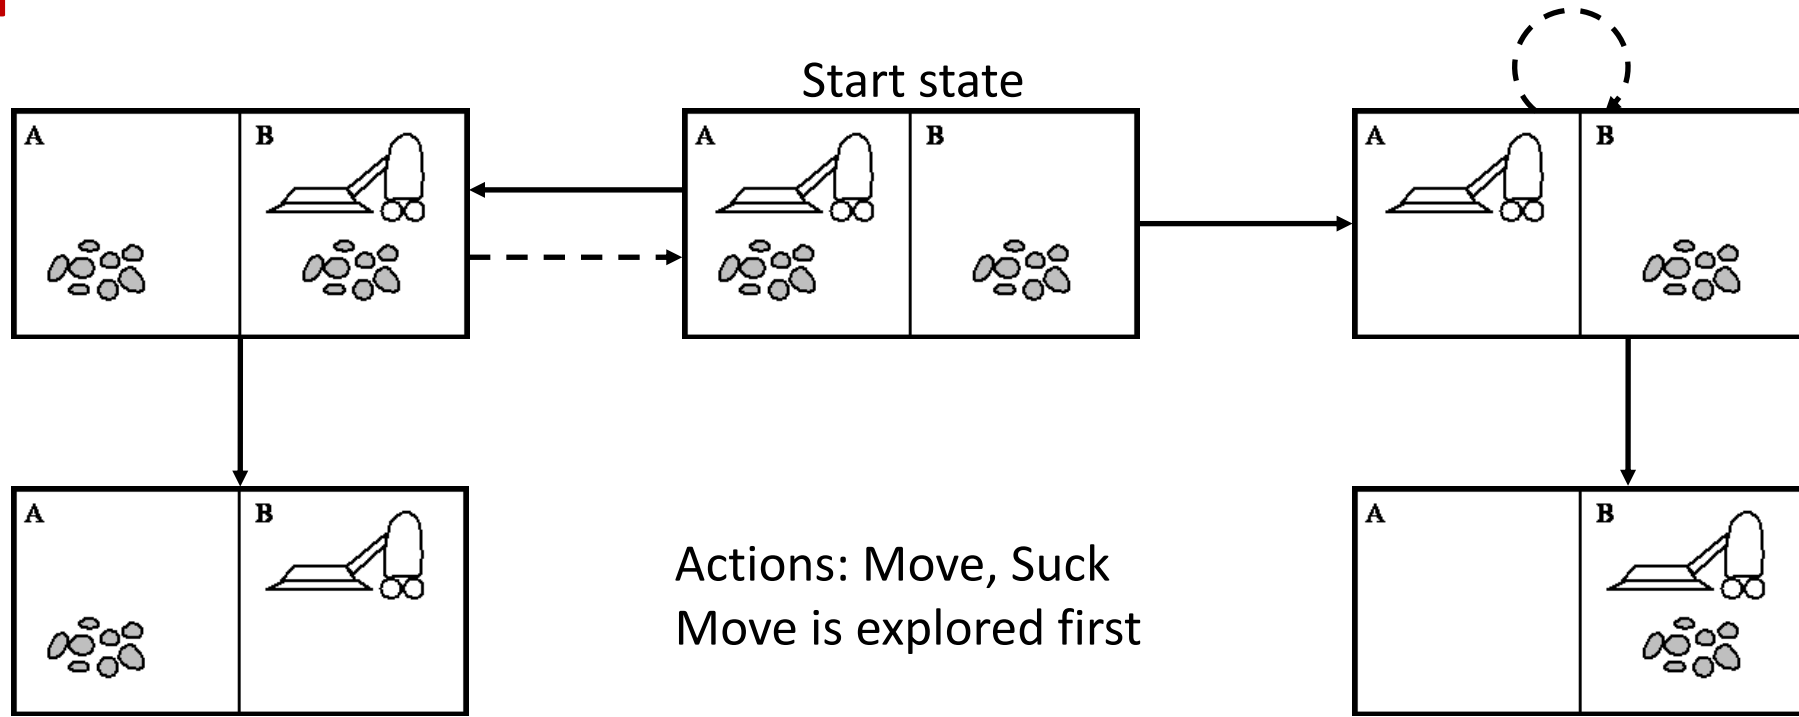 Start state
A B
A B
A B
A B
A B
Actions: Move, Suck
Move is explored first